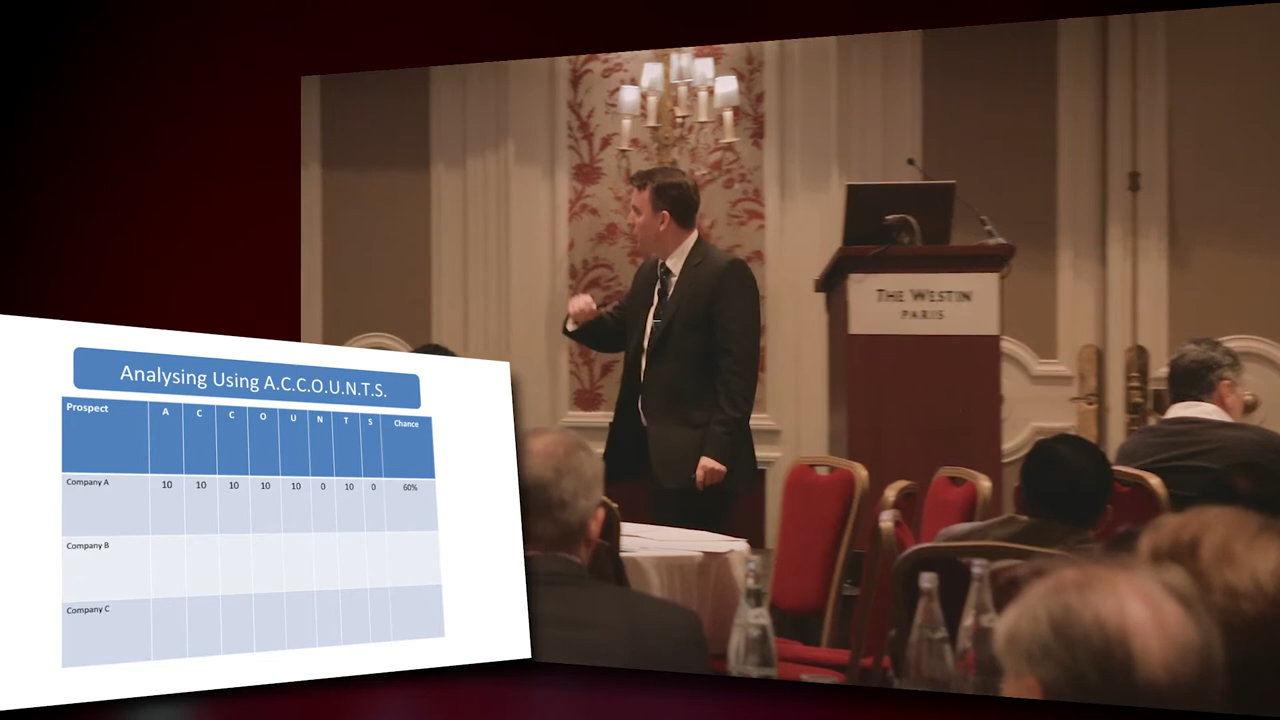 THE WESTIN
PARIS
Analysing Using A.C.C.O.U.N.T.S.
Prospect A C C O U N T S Chance
Company A 10 10 10 10 10 0 10 0 60%
Company B
Company C